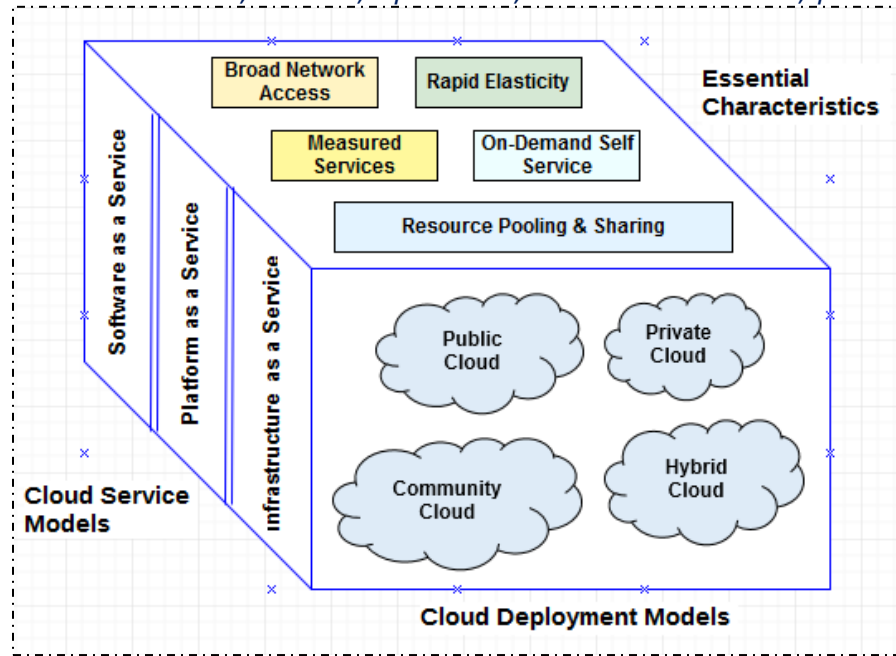 Broad Network
Access
Rapid Elasticity
Essential
Characteristics
Measured
Services
On-Demand Self
Service
Resource Pooling & Sharing
Software as a Service
Platform as a Service
Infrastructure as a Service
Public
Cloud
Private
Cloud
Community
Cloud
Hybrid
Cloud
Cloud Service
Models
Cloud Deployment Models